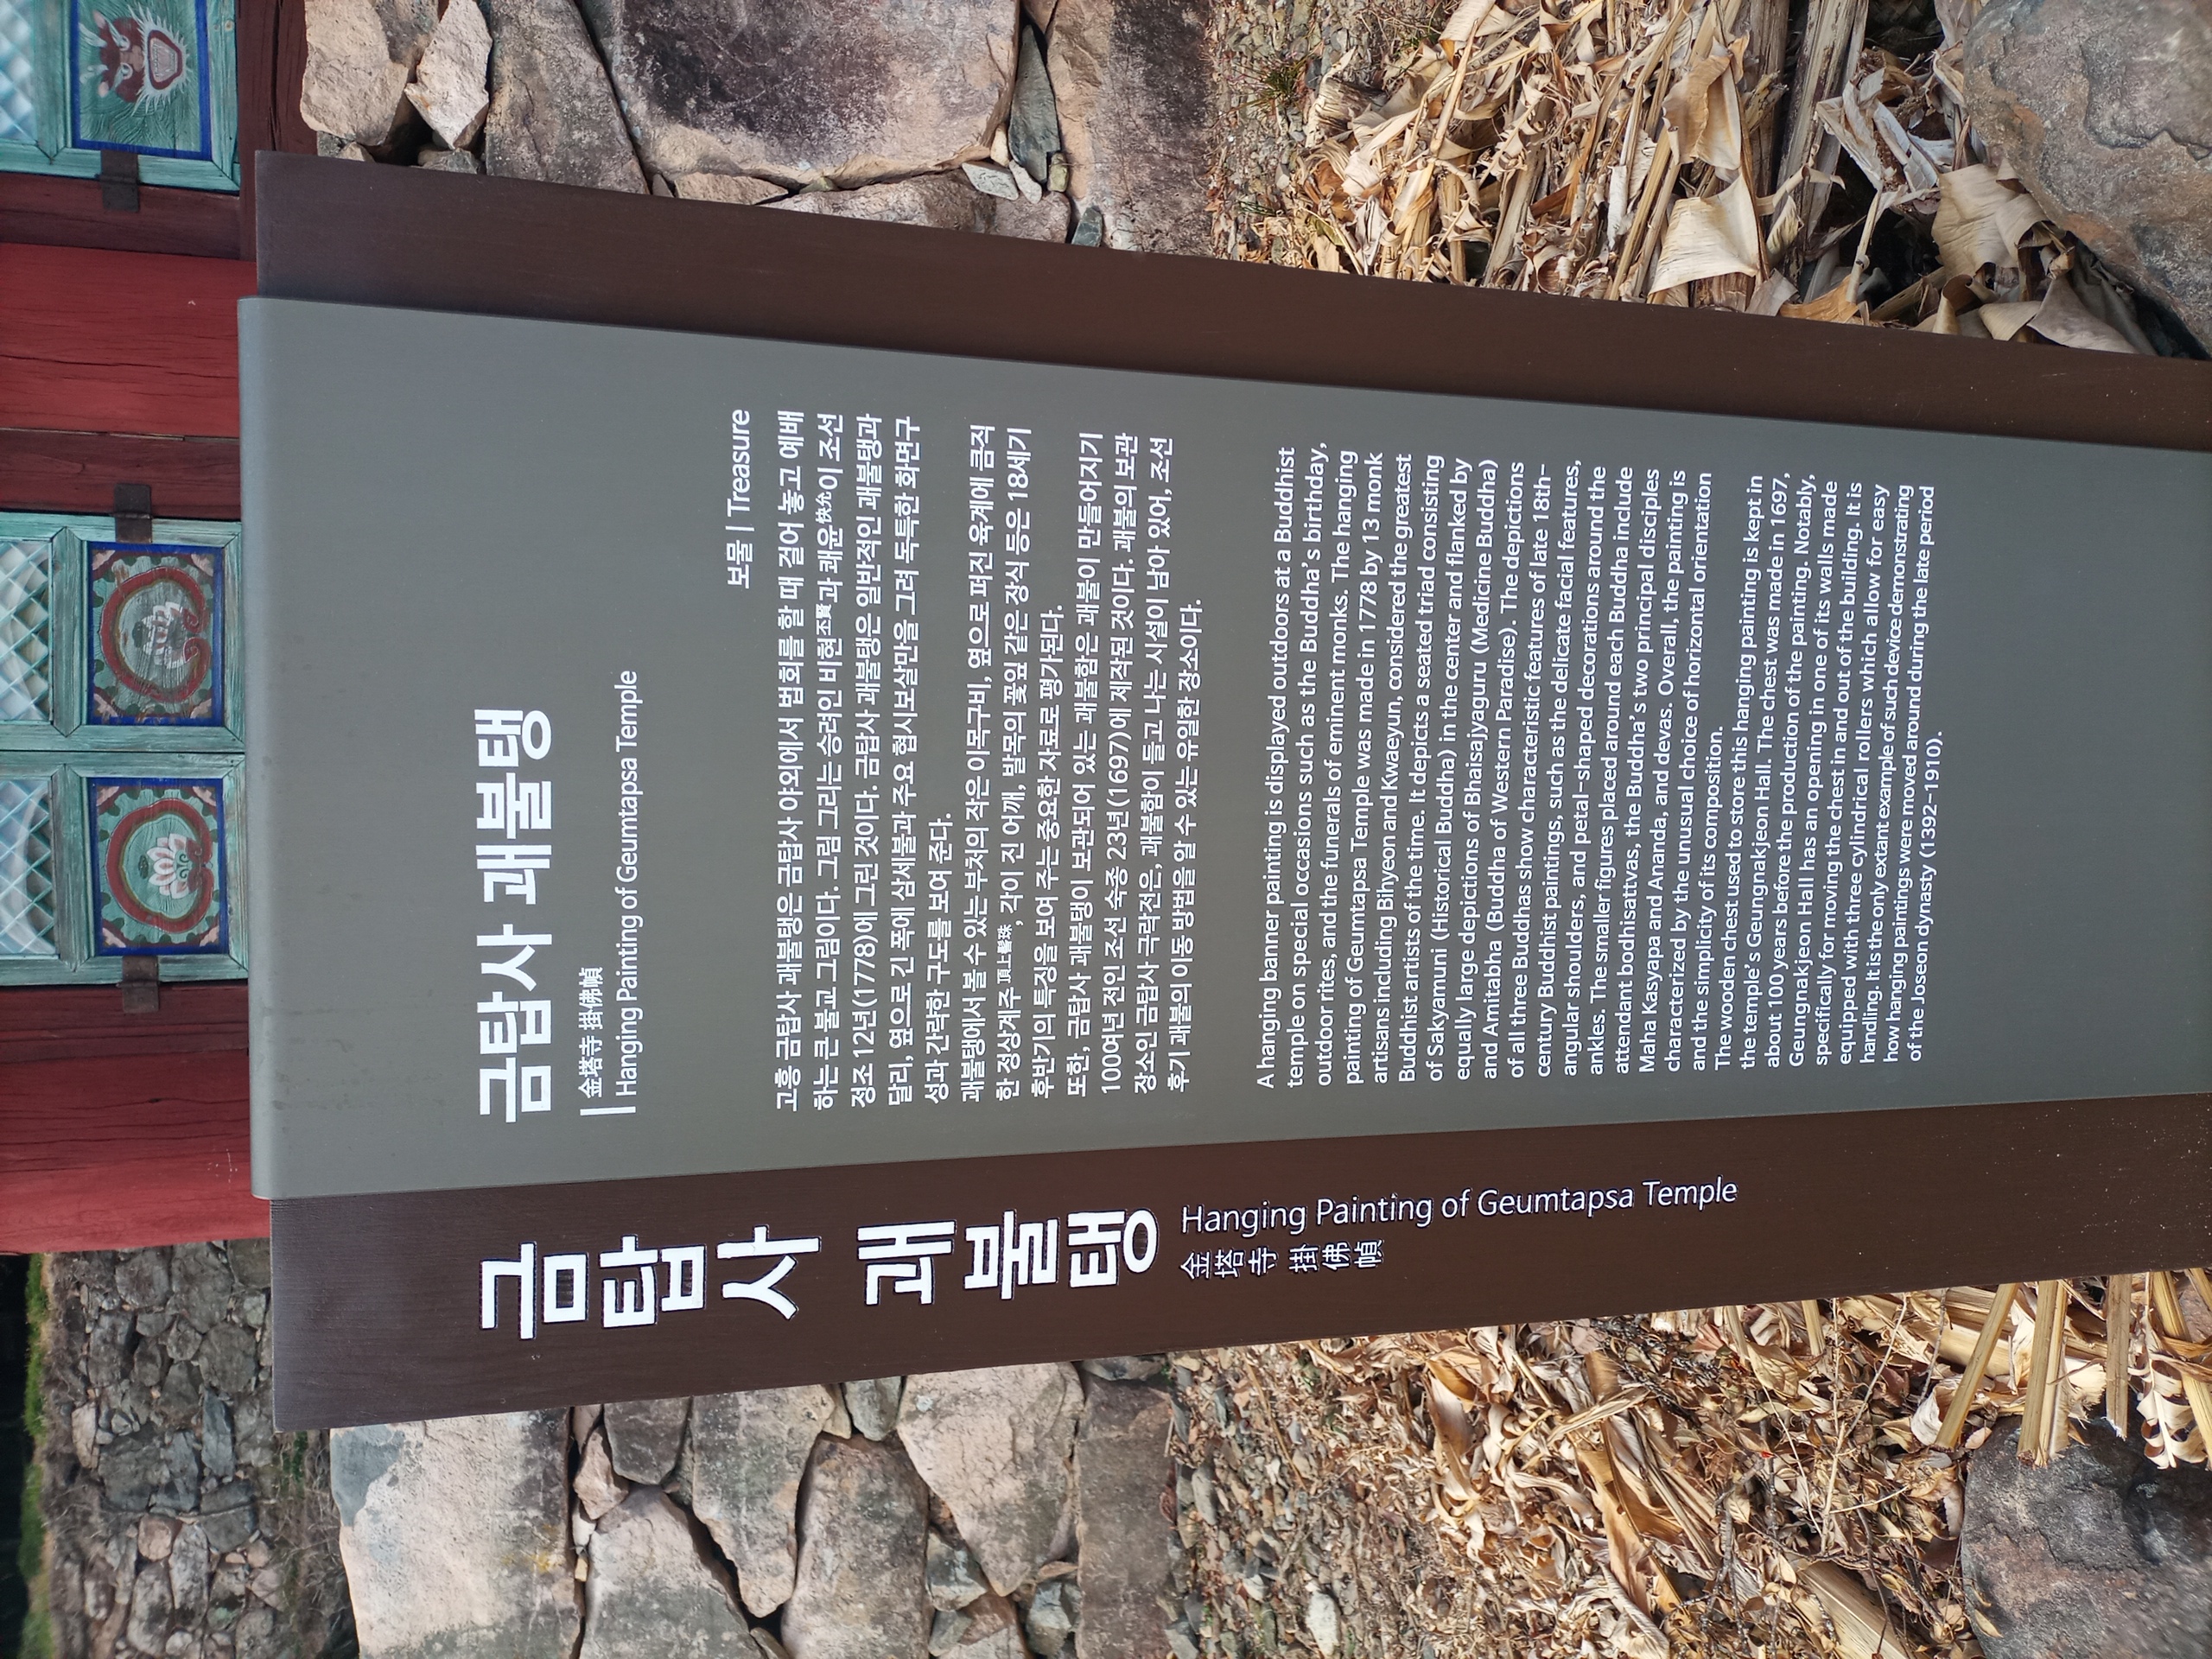 금탑사 괘불탱
金塔寺 掛佛幀
Hanging Painting of Geumtapsa Temple
보물 | Treasure
고흥 금탑사 괘불탱은 금탑사 야외에서 법회를 할 때 걸어 놓고 예배
하는 큰 불교 그림이다. 그림 그리는 승려인 비현丕賢과 쾌윤快允이 조선
정조 12년(1778)에 그린 것이다. 금탑사 괘불탱은 일반적인 괘불탱과
달리, 옆으로 긴 폭에 삼세불과 주요 협시보살만을 그려 독특한 화면구
성과 간략한 구도를 보여 준다.
괘불탱에서 볼 수 있는 부처의 작은 이목구비, 옆으로 퍼진 육계에 큼직
한 정상계주頂上髻珠, 각이 진 어깨, 발목의 꽃잎 같은 장식 등은 18세기
후반기의 특징을 보여 주는 중요한 자료로 평가된다.
또한, 금탑사 괘불탱이 보관되어 있는 괘불함은 괘불이 만들어지기
100여년 전인 조선 숙종 23년(1697)에 제작된 것이다. 괘불의 보관
장소인 금탑사 극락전은, 괘불함이 들고 나는 시설이 남아 있어, 조선
후기 괘불의 이동 방법을 알 수 있는 유일한 장소이다.
A hanging banner painting is displayed outdoors at a Buddhist
temple on special occasions such as the Buddha's birthday,
outdoor rites, and the funerals of eminent monks. The hanging
painting of Geumtapsa Temple was made in 1778 by 13 monk
artisans including Bihyeon and Kwaeyun, considered the greatest
Buddhist artists of the time. It depicts a seated triad consisting
of Sakyamuni (Historical Buddha) in the center and flanked by
equally large depictions of Bhaisajyaguru (Medicine Buddha)
and Amitabha (Buddha of Western Paradise). The depictions
of all three Buddhas show characteristic features of late 18th-
century Buddhist paintings, such as the delicate facial features,
angular shoulders, and petal-shaped decorations around the
ankles. The smaller figures placed around each Buddha include
attendant bodhisattvas, the Buddha's two principal disciples
Maha Kasyapa and Ananda, and devas. Overall, the painting is
characterized by the unusual choice of horizontal orientation
and the simplicity of its composition.
The wooden chest used to store this hanging painting is kept in
the temple's Geungnakjeon Hall. The chest was made in 1697,
about 100 years before the production of the painting. Notably,
Geungnakjeon Hall has an opening in one of its walls made
specifically for moving the chest in and out of the building. It is
equipped with three cylindrical rollers which allow for easy
handling. It is the only extant example of such device demonstrating
how hanging paintings were moved around during the late period
of the Joseon dynasty (1392-1910).
금탑사 괘불탱
金塔寺 掛佛幀
Hanging Painting of Geumtapsa Temple